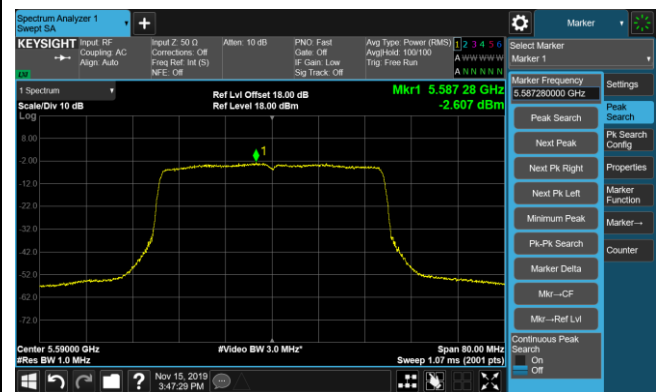 Spectrum Analyzer 1
Swept SA
Marker
KEYSIGHT
Input: RF
Coupling: AC
Align: Auto
Input Z: 50 Ω
Corrections: Off
Freq Ref: Int (S)
NFE: Off
Atten: 10 dB
PNO: Fast
Gate: Off
IF Gain: Low
Sig Track: Off
Avg Type: Power (RMS)
Avg|Hold: 100/100
Trig: Free Run
1 2 3 4 5 6
A W W W W W
A N N N N N
Select Marker
Marker 1
1 Spectrum
Scale/Div 10 dB
Log
Ref Lvl Offset 18.00 dB
Ref Level 18.00 dBm
Mkr1 5.587 28 GHz
-2.607 dBm
8.00
-2.00
-12.0
-22.0
-32.0
-42.0
-52.0
-62.0
-72.0
1
Center 5.59000 GHz
#Res BW 1.0 MHz
#Video BW 3.0 MHz*
Span 80.00 MHz
Sweep 1.07 ms (2001 pts)
Marker Frequency
5.587280000 GHz
Peak Search
Next Peak
Next Pk Right
Next Pk Left
Minimum Peak
Pk-Pk Search
Marker Delta
Mkr→CF
Mkr→Ref Lvl
Continuous Peak
Search
On
Off
Settings
Peak
Search
Pk Search
Config
Properties
Marker
Function
Marker→
Counter
Nov 15, 2019
3:47:29 PM